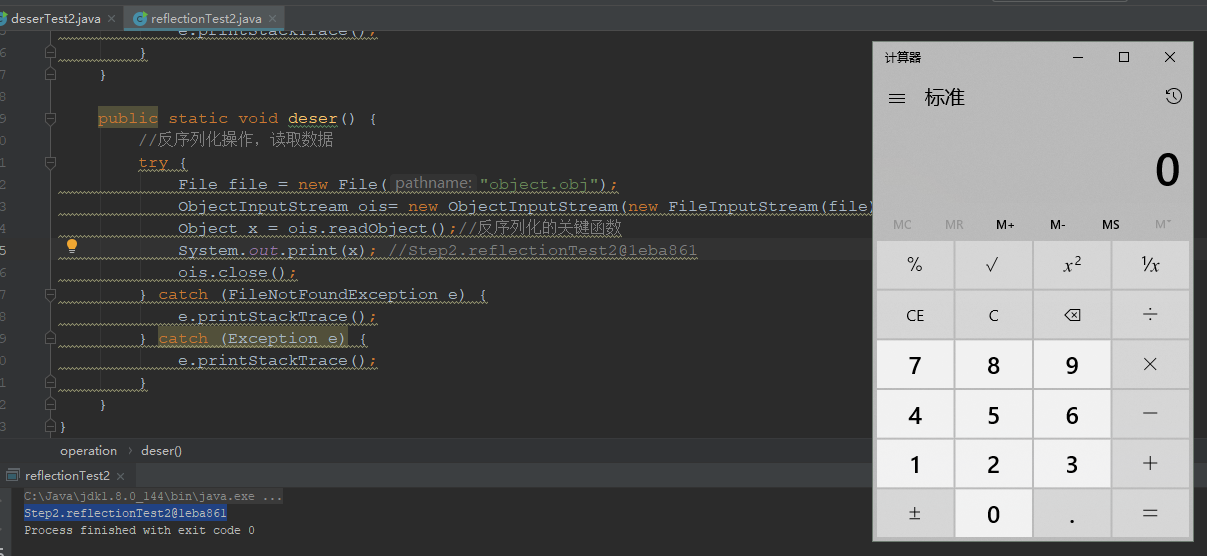 deserTest2.java
reflectionTest2.java
e.printStackTrace();
}
}
public static void deser() {
//反序列化操作，读取数据
try {
File file = new File( pathname: "object.obj");
ObjectInputStream ois= new ObjectInputStream(new FileInputStream(file)
Object x = ois.readObject();//反序列化的关键函数
System.out.print(x); //Step2.reflectionTest2@1eba861
ois.close();
} catch (FileNotFoundException e) {
e.printStackTrace();
} catch (Exception e) {
e.printStackTrace();
}
}
}
operation › deser()
reflectionTest2
C:\Java\jdk1.8.0_144\bin\java.exe ...
Step2.reflectionTest2@1eba861
Process finished with exit code 0
计算器
标准
0
MC MR M+ M- MS M˅
% √ x² ¹/x
CE C ÷
7 8 9 ×
4 5 6 −
1 2 3 +
± 0 . =